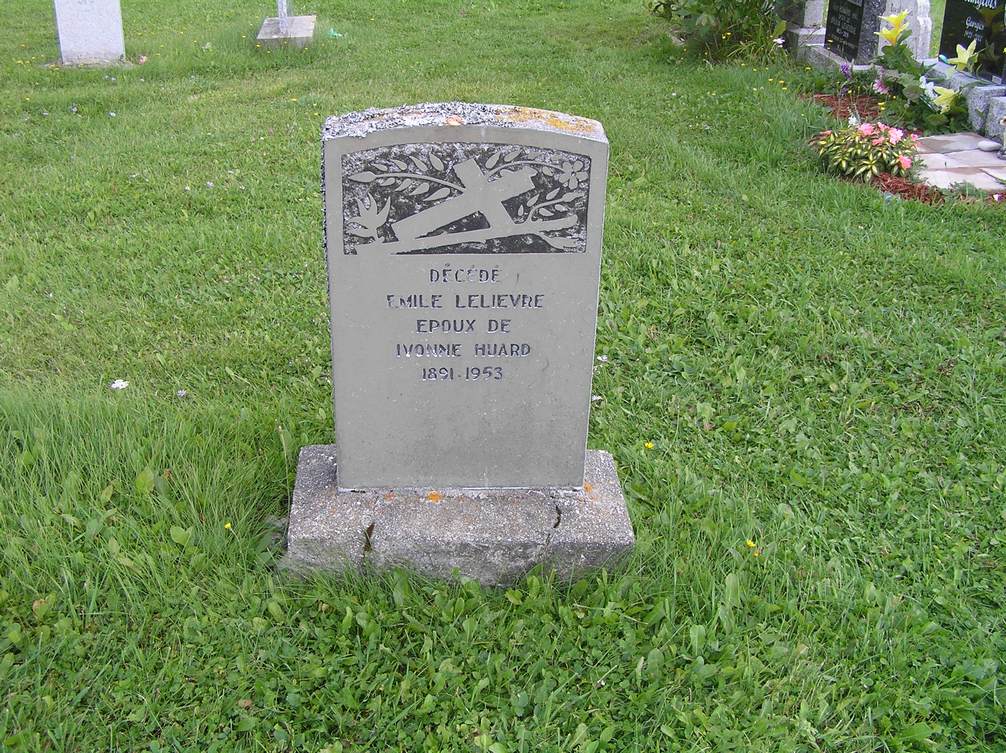 DÉCÉDÉ
EMILE LELIEVRE
EPOUX DE
IVONNE HUARD
1891-1953